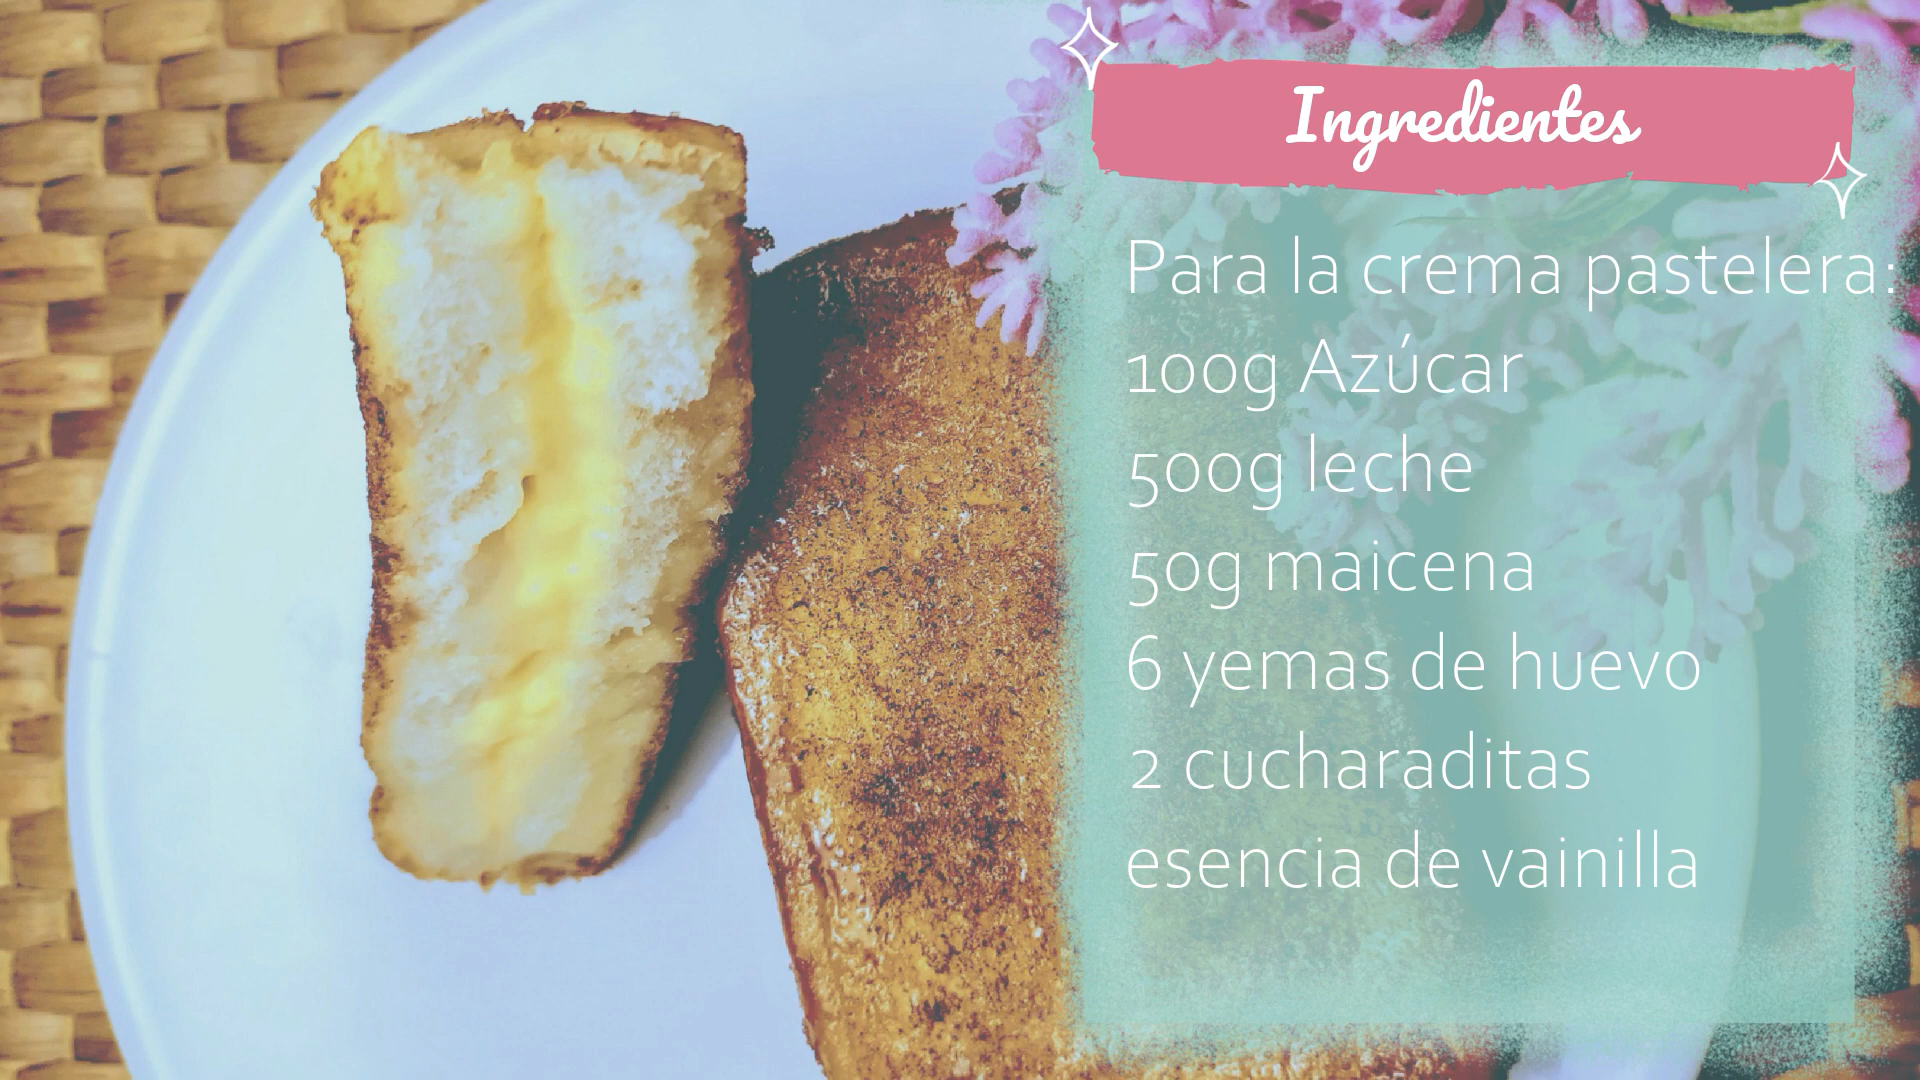 Ingredientes
Para la crema pastelera:
100g Azúcar
500g leche
50g maicena
6 yemas de huevo
2 cucharaditas
esencia de vainilla